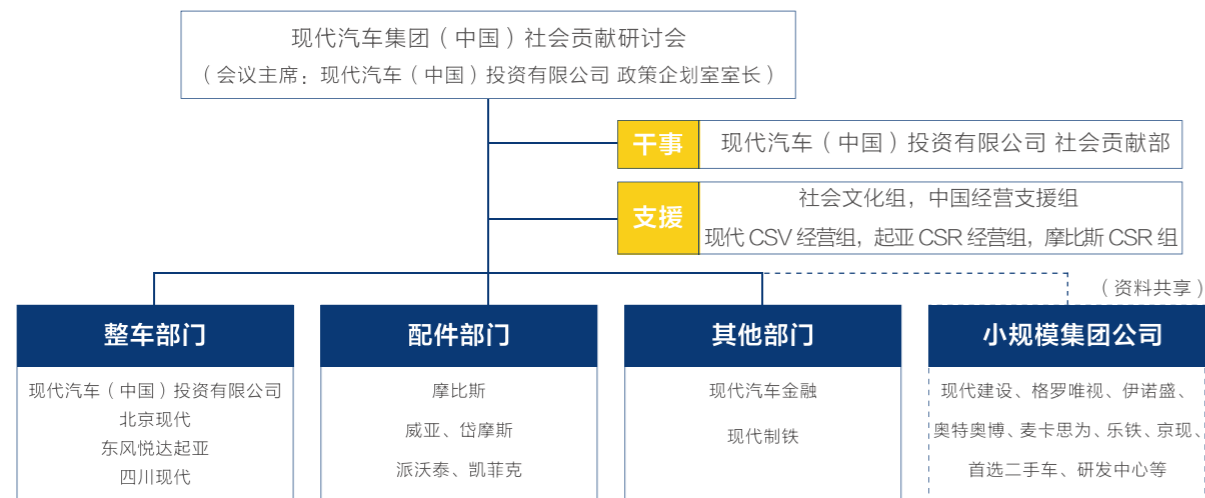 现代汽车集团（中国）社会贡献研讨会
（会议主席：现代汽车（中国）投资有限公司 政策企划室室长）
干事
现代汽车（中国）投资有限公司 社会贡献部
支援
社会文化组，中国经营支援组
现代 CSV 经营组，起亚 CSR 经营组，摩比斯 CSR 组
（资料共享）
整车部门
现代汽车（中国）投资有限公司
北京现代
东风悦达起亚
四川现代
配件部门
摩比斯
威亚、岱摩斯
派沃泰、凯菲克
其他部门
现代汽车金融
现代制铁
小规模集团公司
现代建设、格罗唯视、伊诺盛、
奥特奥博、麦卡思为、乐铁、京现、
首选二手车、研发中心等